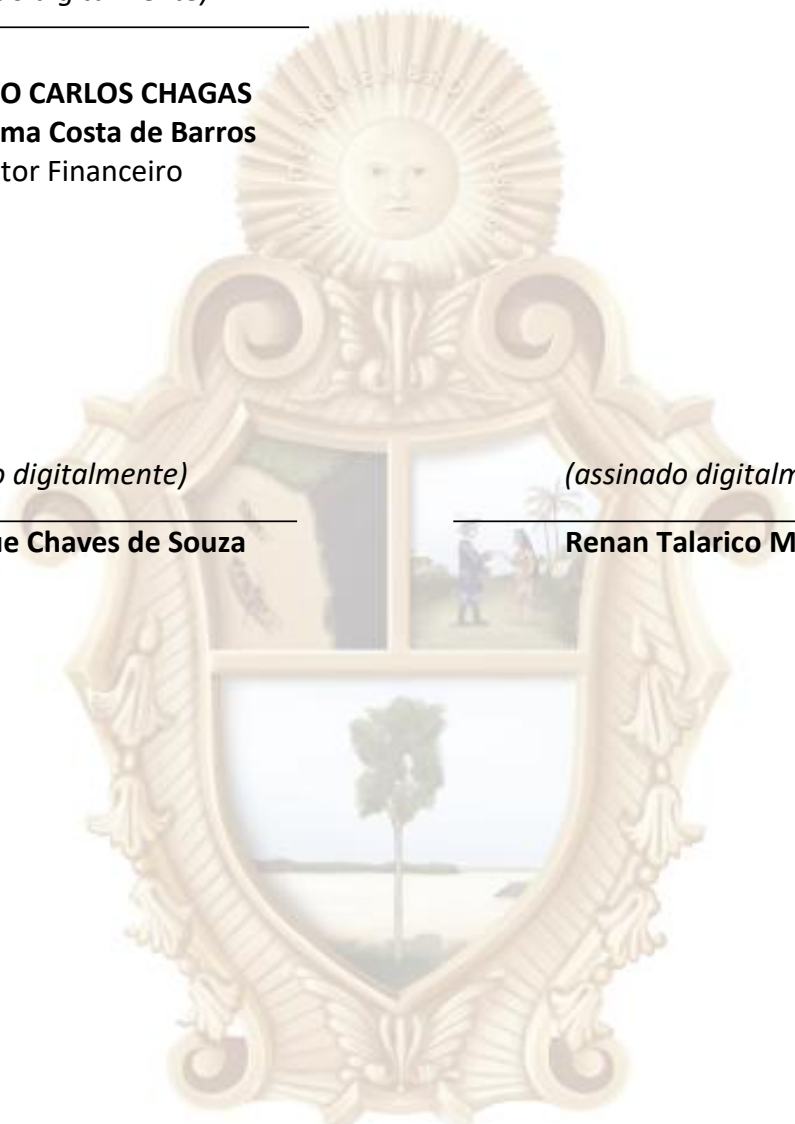 O CARLOS CHAGAS
ma Costa de Barros
tor Financeiro
o digitalmente)
(assinado digitalm
ue Chaves de Souza
Renan Talarico M